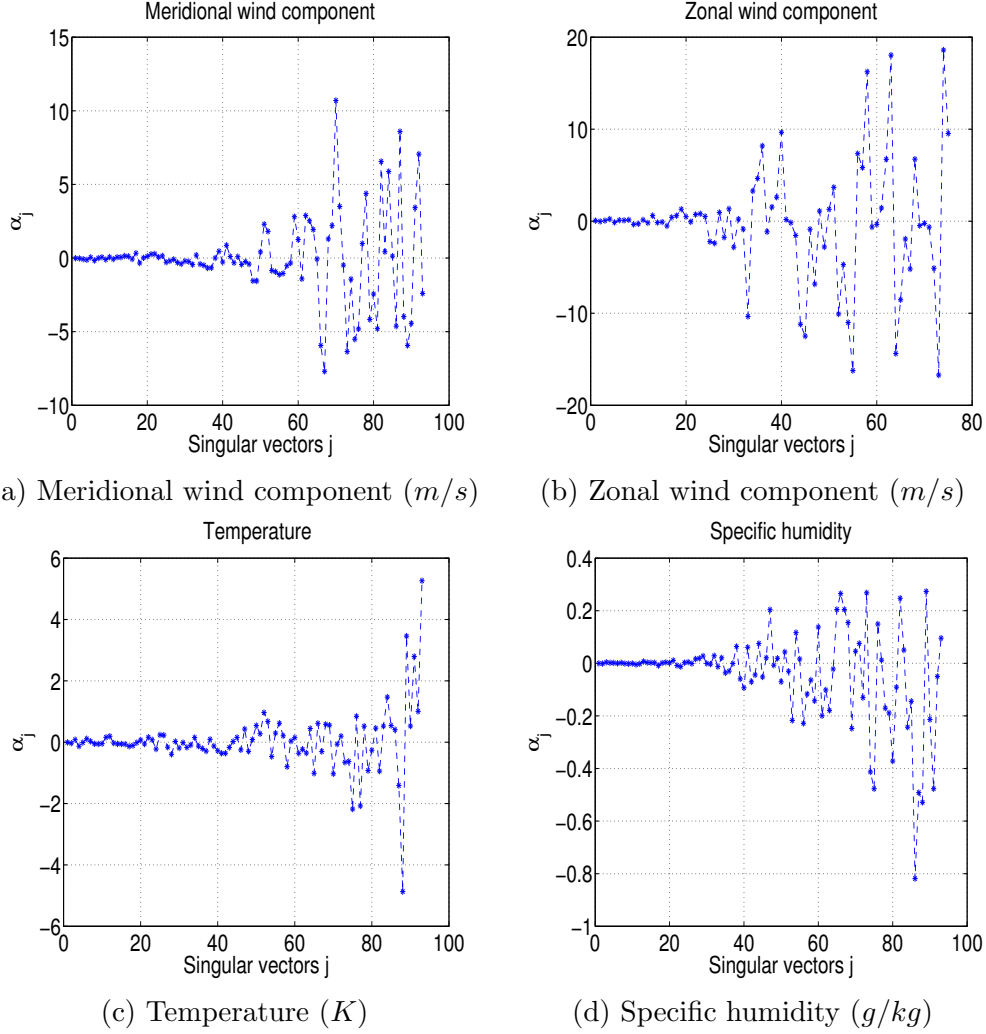 Meridional wind component
15
10
5
0
−5
−10
α_j
0 20 40 60 80 100
Singular vectors j
a) Meridional wind component (m/s)
Zonal wind component
20
10
0
−10
−20
α_j
0 20 40 60 80
Singular vectors j
(b) Zonal wind component (m/s)
Temperature
6
4
2
0
−2
−4
−6
α_j
0 20 40 60 80 100
Singular vectors j
(c) Temperature (K)
Specific humidity
0.4
0.2
0
−0.2
−0.4
−0.6
−0.8
−1
α_j
0 20 40 60 80 100
Singular vectors j
(d) Specific humidity (g/kg)